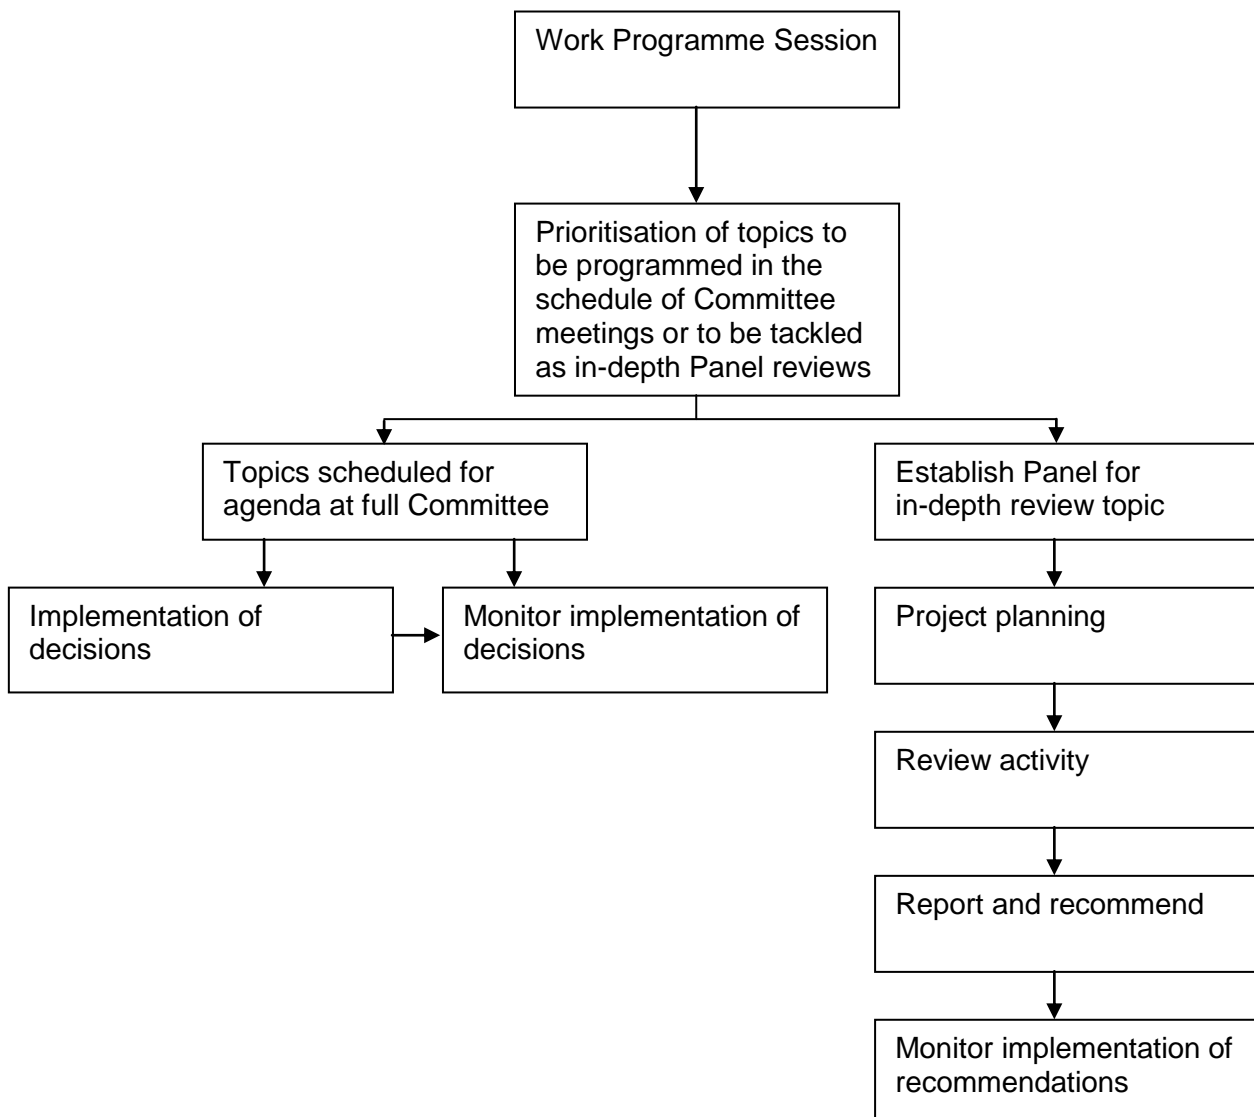 Work Programme Session
Prioritisation of topics to
be programmed in the
schedule of Committee
meetings or to be tackled
as in-depth Panel reviews
Topics scheduled for
agenda at full Committee
Establish Panel for
in-depth review topic
Implementation of
decisions
Monitor implementation of
decisions
Project planning
Review activity
Report and recommend
Monitor implementation of
recommendations